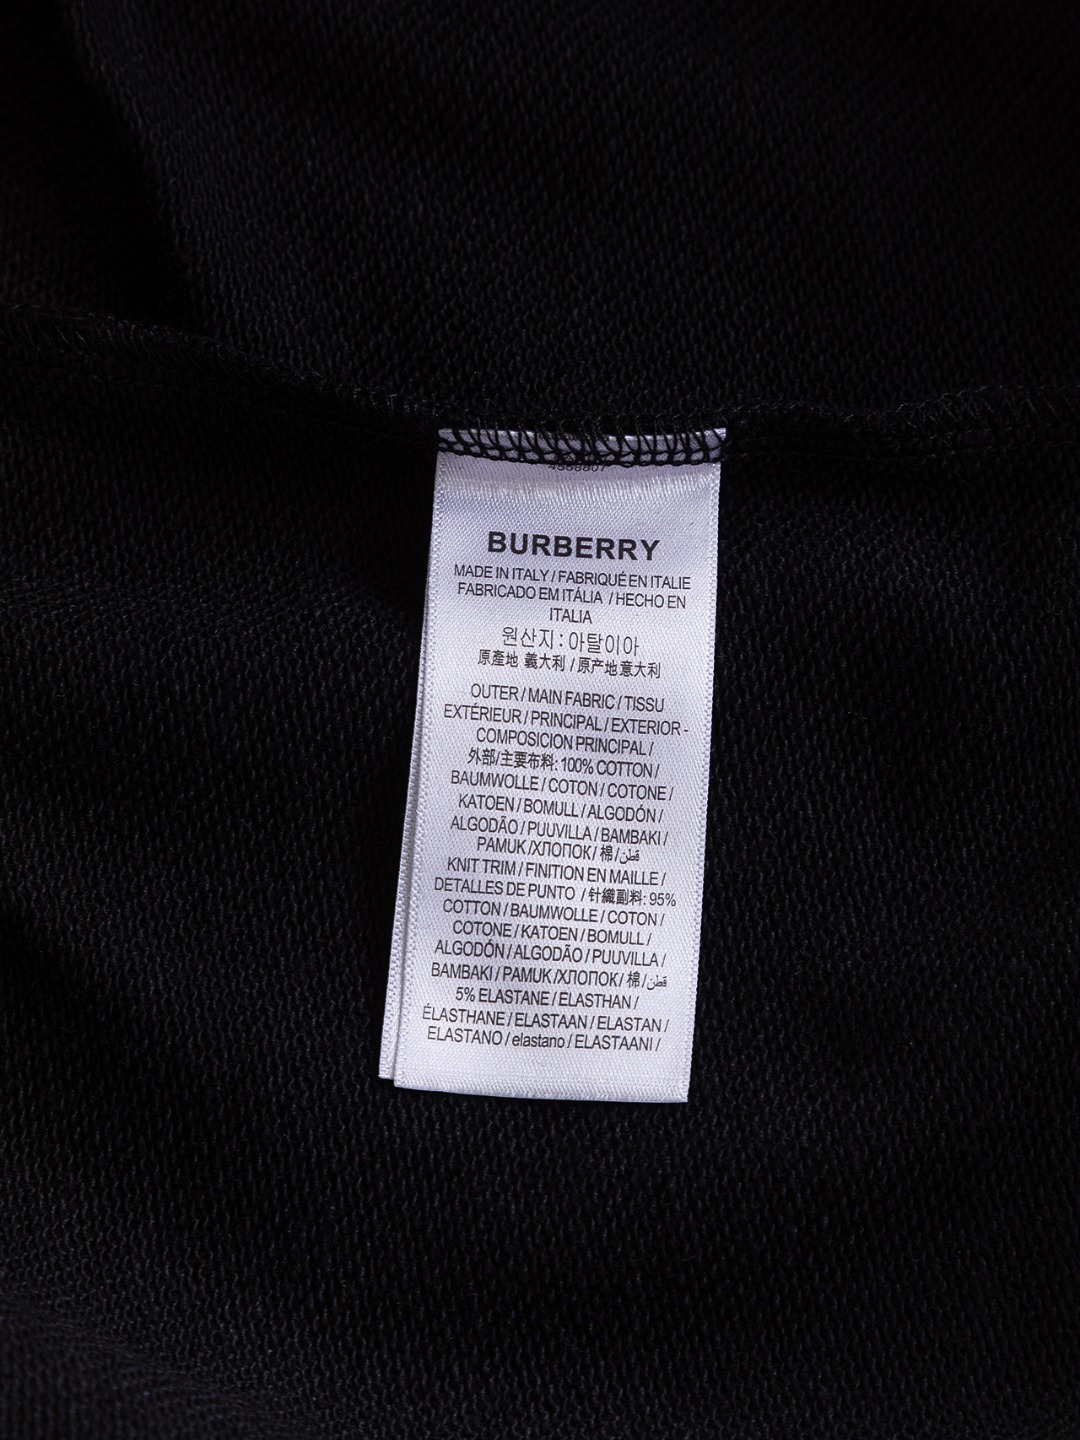 BURBERRY
MADE IN ITALY / FABRIQUÉ EN ITALIE
FABRICADO EM ITÁLIA / HECHO EN
ITALIA
원산지 : 아탈이아
原產地 義大利 / 原产地意大利
OUTER / MAIN FABRIC / TISSU
EXTÉRIEUR / PRINCIPAL / EXTERIOR -
COMPOSICION PRINCIPAL /
外部/主要布料: 100% COTTON /
BAUMWOLLE / COTON / COTONE /
KATOEN / BOMULL / ALGODÓN /
ALGODÃO / PUUVILLA / BAMBAKI /
PAMUK /ХЛОПОК / 棉 / قطن
KNIT TRIM / FINITION EN MAILLE /
DETALLES DE PUNTO / 针織副料: 95%
COTTON / BAUMWOLLE / COTON /
COTONE / KATOEN / BOMULL /
ALGODÓN / ALGODÃO / PUUVILLA /
BAMBAKI / PAMUK /ХЛОПОК / 棉 / قطن
5% ELASTANE / ELASTHAN /
ÉLASTHANE / ELASTAAN / ELASTAN /
ELASTANO / elastano / ELASTAANI /